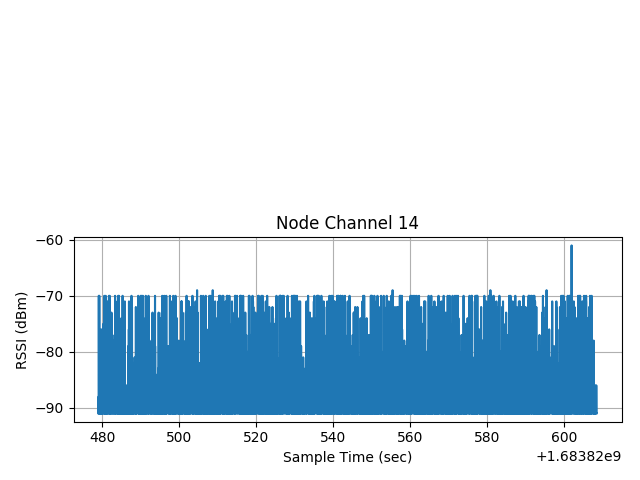 Node Channel 14
−60
−70
−80
−90
RSSI (dBm)
480 500 520 540 560 580 600
Sample Time (sec)
+1.68382e9